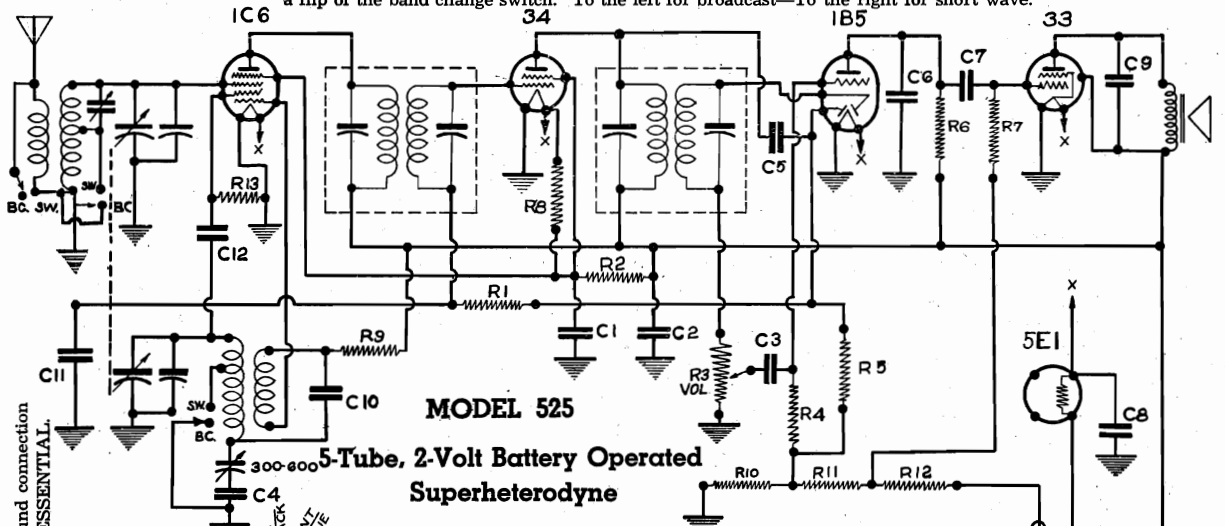 a flip of the band change switch. To the left for broadcast—To the right for short wave.
1C6
34
1B5
33
C6
C7
C9
R6
R7
C5
X
X
X
X
R13
R8
SW.
BC. SW.
BC
C12
R2
R1
C1
C2
R9
C11
C10
R3
VOL
C3
R4
R5
X
5E1
C8
SW.
BC.
300-600
C4
MODEL 525
5-Tube, 2-Volt Battery Operated
Superheterodyne
R10
R11
R12
und connection
ESSENTIAL.